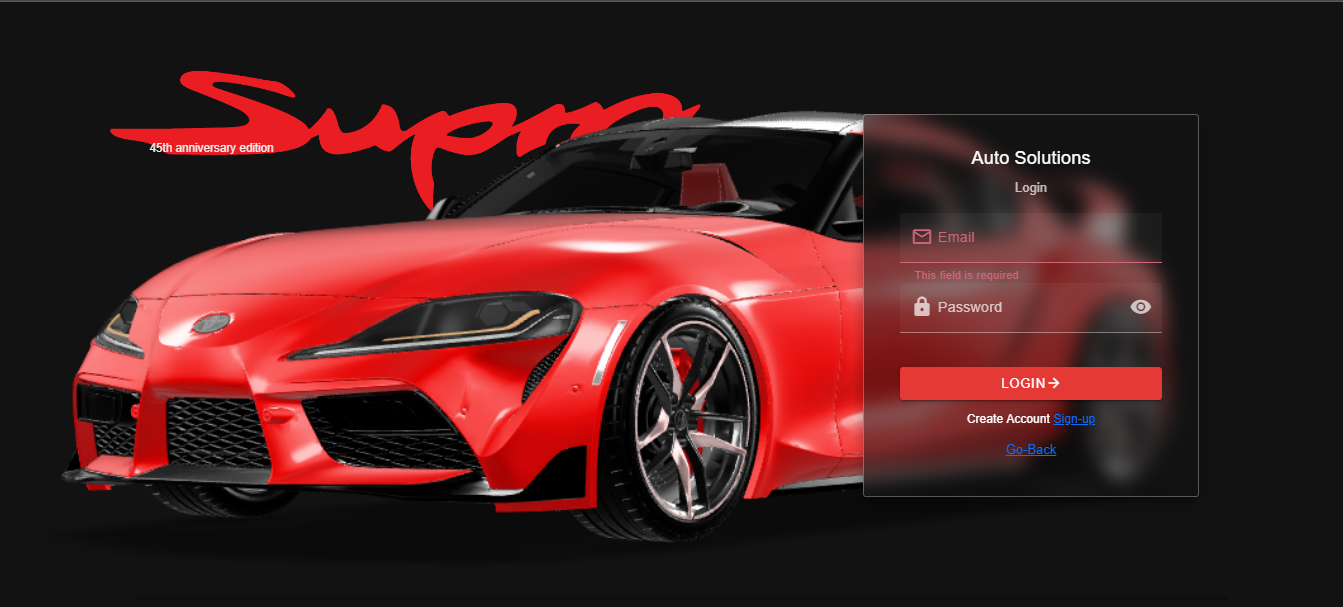 Supra
45th anniversary edition
Auto Solutions
Login
Email
This field is required
Password
LOGIN→
Create Account Sign-up
Go-Back